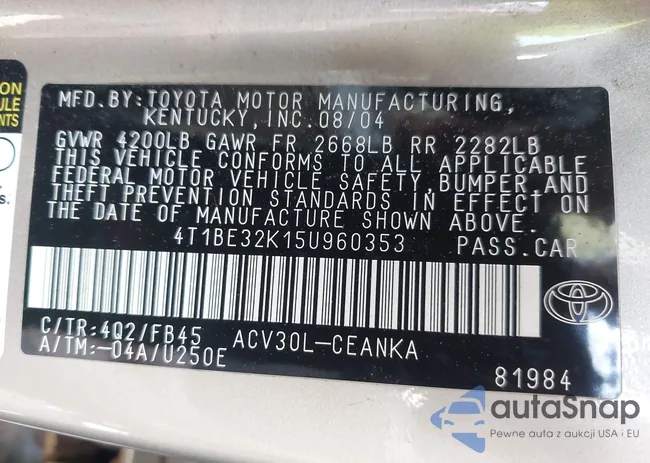 ON
ULE
NTS
s.
MFD.BY:TOYOTA MOTOR MANUFACTURING,
KENTUCKY,INC.08/04
GVWR 4200LB GAWR FR 2668LB RR 2282LB
THIS VEHICLE CONFORMS TO ALL APPLICABLE
FEDERAL MOTOR VEHICLE SAFETY,BUMPER,AND
THEFT PREVENTION STANDARDS IN EFFECT ON
THE DATE OF MANUFACTURE SHOWN ABOVE.
4T1BE32K15U960353 PASS.CAR
C/TR:4Q2/FB45 ACV30L-CEANKA
A/TM:-04A/U250E
81984
autaSnap
Pewne auta z aukcji USA i EU